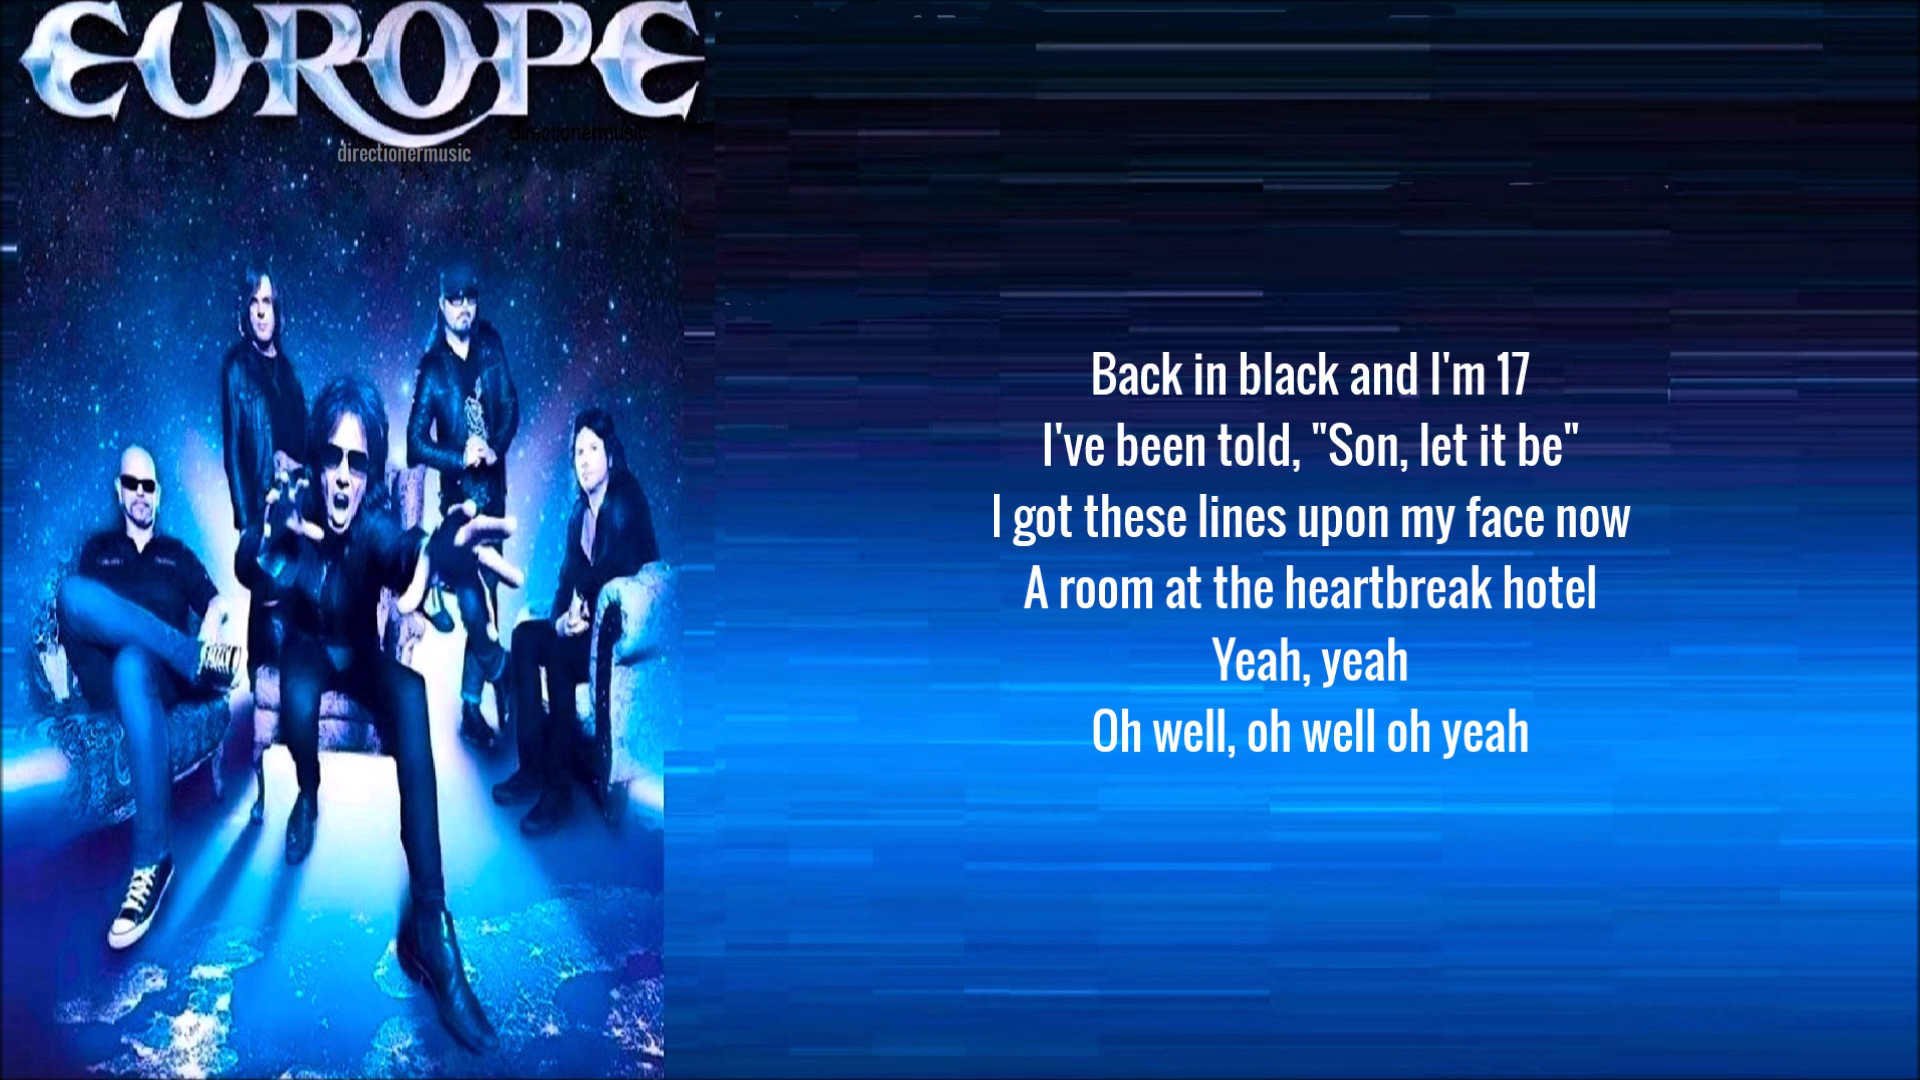 EUROPE
directionermusic
directionermusic
Back in black and I'm 17
I've been told, "Son, let it be"
I got these lines upon my face now
A room at the heartbreak hotel
Yeah, yeah
Oh well, oh well oh yeah